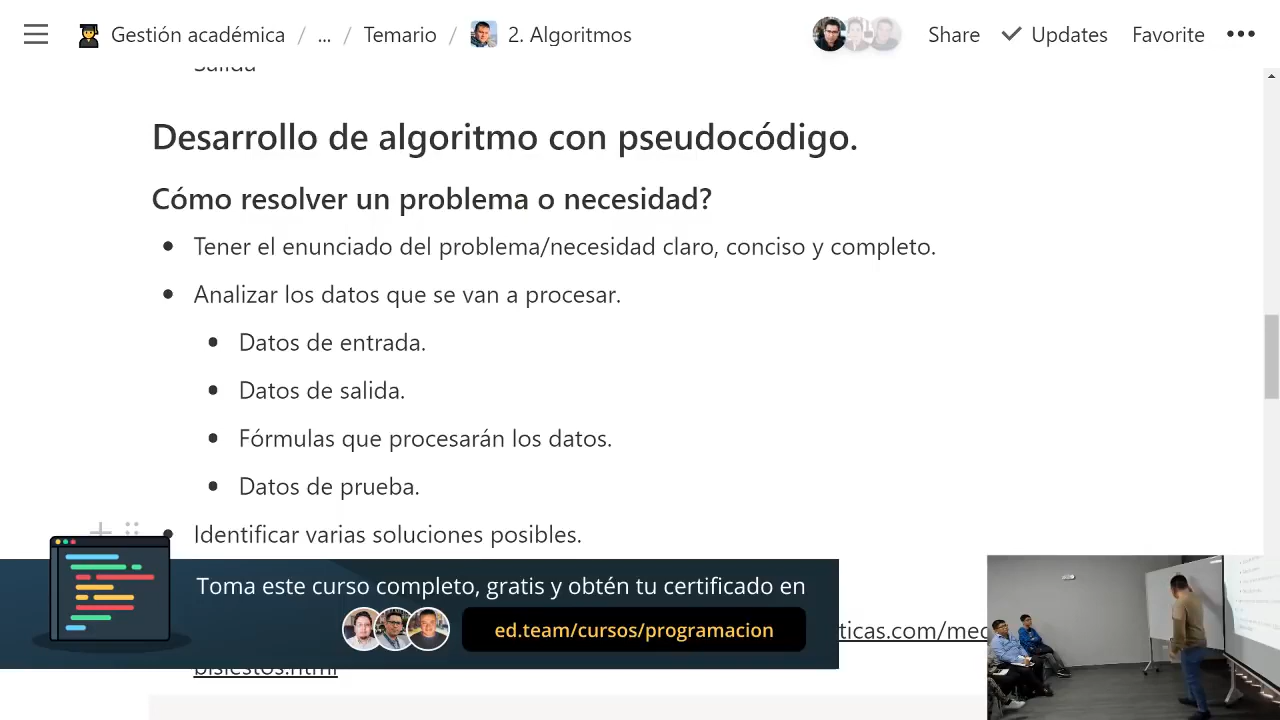 Gestión académica / ... / Temario / 2. Algoritmos Share Updates Favorite
Salida
Desarrollo de algoritmo con pseudocódigo.
Cómo resolver un problema o necesidad?
Tener el enunciado del problema/necesidad claro, conciso y completo.
Analizar los datos que se van a procesar.
Datos de entrada.
Datos de salida.
Fórmulas que procesarán los datos.
Datos de prueba.
Identificar varias soluciones posibles.
Toma este curso completo, gratis y obtén tu certificado en
ed.team/cursos/programacion
ticas.com/med
bisiestos.html